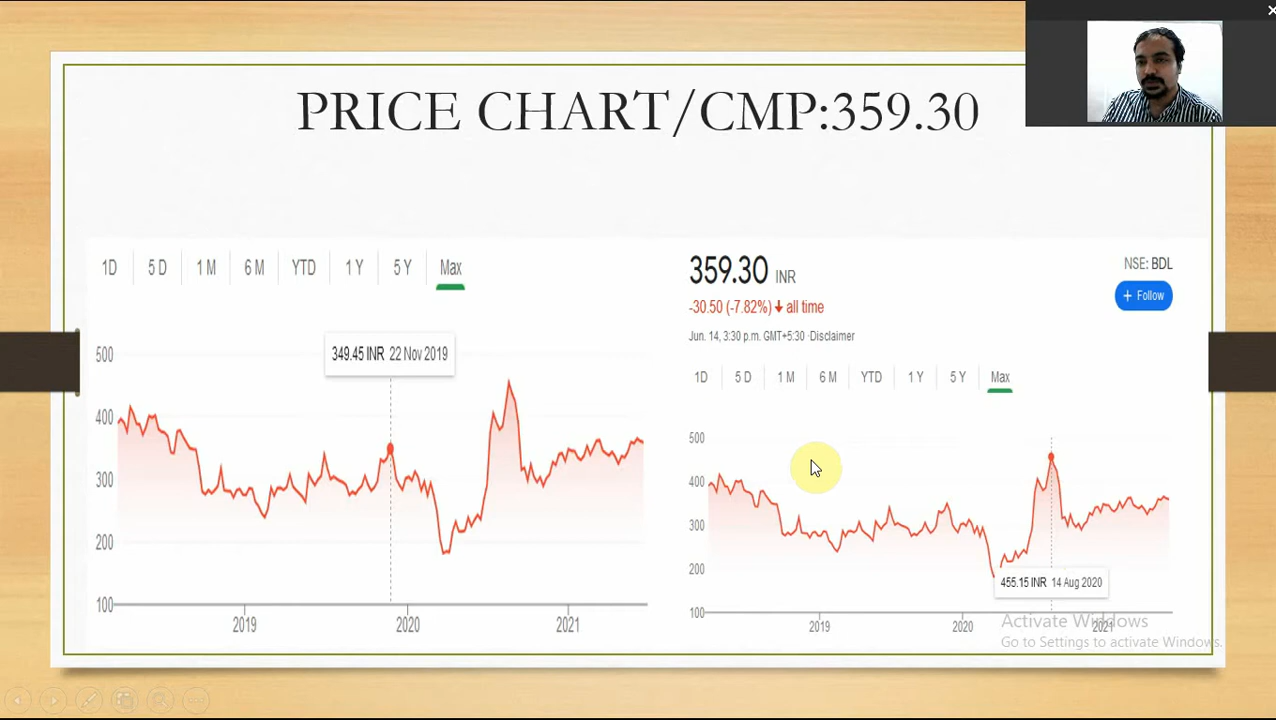 PRICE CHART/CMP:359.30
1D 5 D 1 M 6 M YTD 1 Y 5 Y Max
349.45 INR 22 Nov 2019
500
400
300
200
100
2019 2020 2021
359.30 INR
NSE: BDL
-30.50 (-7.82%) ↓ all time
+ Follow
Jun. 14, 3:30 p.m. GMT+5:30 · Disclaimer
1D 5 D 1 M 6 M YTD 1 Y 5 Y Max
500
400
300
200
100
455.15 INR 14 Aug 2020
2019 2020 2021
Activate Windows
Go to Settings to activate Windows.